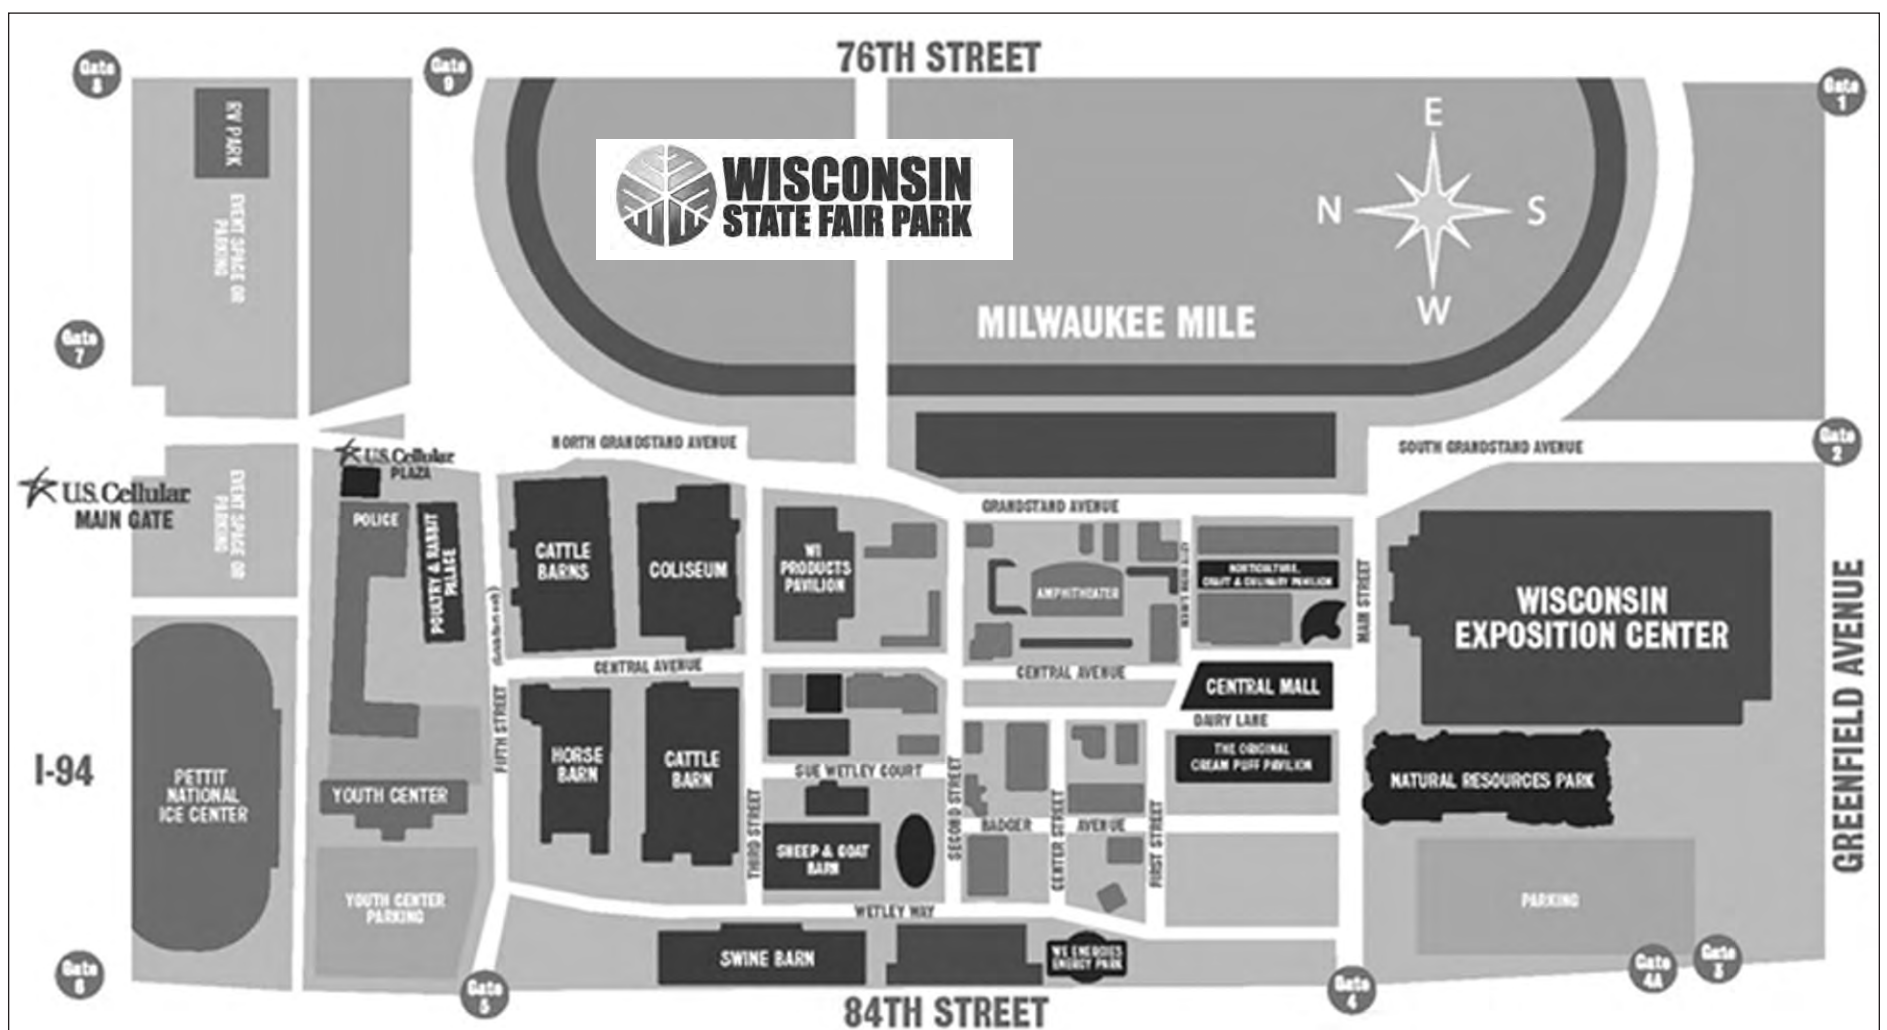 76TH STREET
Gate
8
Gate
9
Gate
1
RV PARK
WISCONSIN
STATE FAIR PARK
E
N
S
W
EVENT SPACE OR
PARKING
MILWAUKEE MILE
Gate
7
NORTH GRANDSTAND AVENUE
SOUTH GRANDSTAND AVENUE
Gate
2
U.S. Cellular
PLAZA
U.S. Cellular
MAIN GATE
EVENT SPACE OR
PARKING
POLICE
POULTRY & RABBIT
PALACE
GRANDSTAND AVENUE
CATTLE
BARNS
COLISEUM
WI
PRODUCTS
PAVILION
AMPHITHEATER
HORTICULTURE,
CRAFT & CULINARY PAVILION
MAIN STREET
WISCONSIN
EXPOSITION CENTER
GREENFIELD AVENUE
CENTRAL AVENUE
CENTRAL AVENUE
CENTRAL MALL
FIFTH STREET
DAIRY LANE
I-94
PETTIT
NATIONAL
ICE CENTER
YOUTH CENTER
HORSE
BARN
CATTLE
BARN
SUE WETLEY COURT
THE ORIGINAL
CREAM PUFF PAVILION
NATURAL RESOURCES PARK
THIRD STREET
SECOND STREET
CENTER STREET
FIRST STREET
BADGER
AVENUE
SHEEP & GOAT
BARN
YOUTH CENTER
PARKING
PARKING
WETLEY WAY
SWINE BARN
WE ENERGIES
ENERGY PARK
Gate
6
Gate
5
Gate
4
Gate
4A
Gate
3
84TH STREET